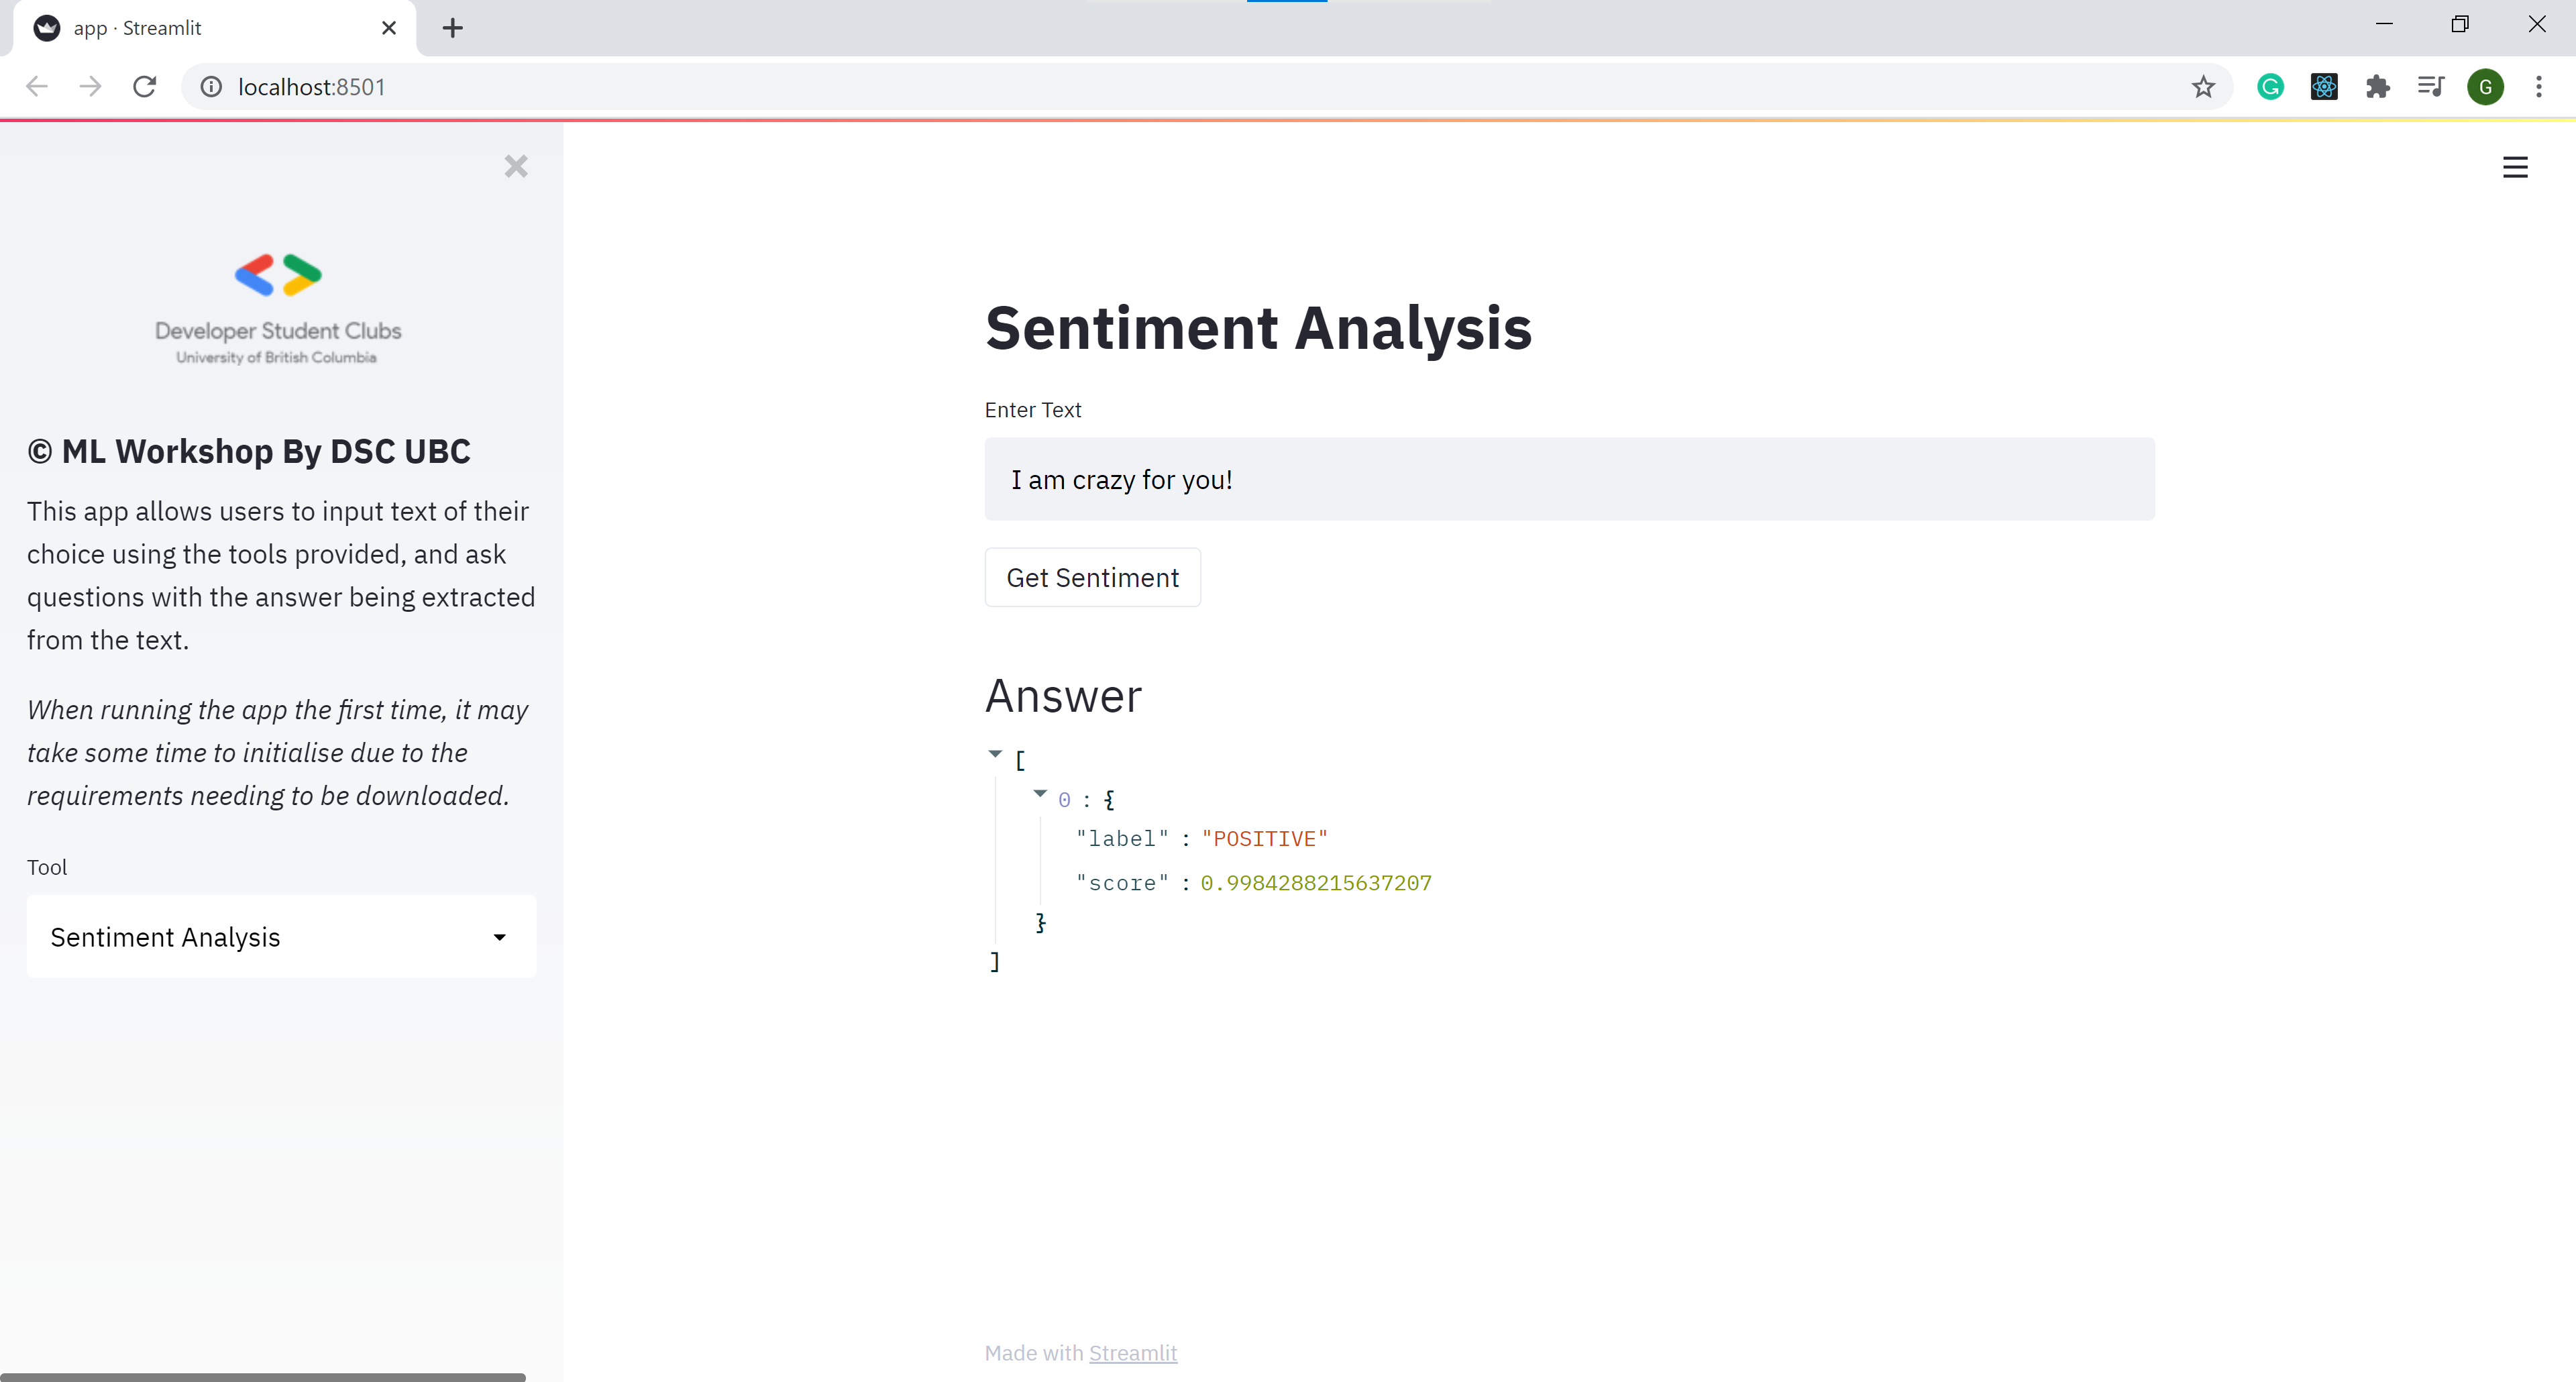 app · Streamlit
localhost:8501
G
Developer Student Clubs
University of British Columbia
© ML Workshop By DSC UBC
This app allows users to input text of their
choice using the tools provided, and ask
questions with the answer being extracted
from the text.
When running the app the first time, it may
take some time to initialise due to the
requirements needing to be downloaded.
Tool
Sentiment Analysis
Sentiment Analysis
Enter Text
I am crazy for you!
Get Sentiment
Answer
[
0 : {
"label" : "POSITIVE"
"score" : 0.9984288215637207
}
]
Made with Streamlit